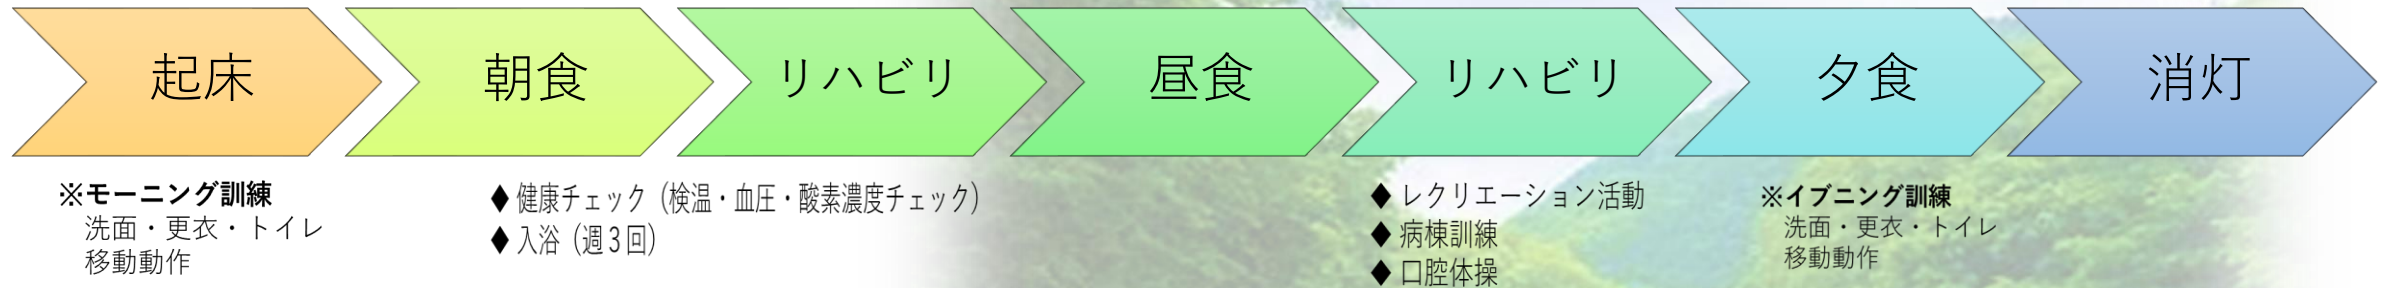 起床
朝食
リハビリ
昼食
リハビリ
夕食
消灯
※モーニング訓練
洗面・更衣・トイレ
移動動作
◆ 健康チェック（検温・血圧・酸素濃度チェック）
◆ 入浴（週３回）
◆ レクリエーション活動
◆ 病棟訓練
◆ 口腔体操
※イブニング訓練
洗面・更衣・トイレ
移動動作